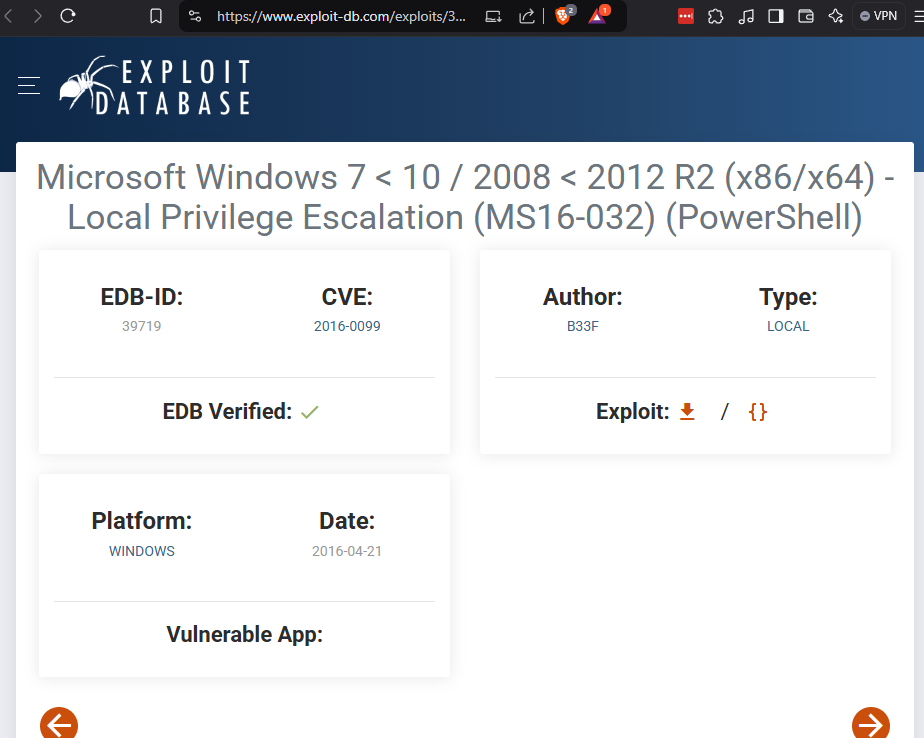 https://www.exploit-db.com/exploits/3...
2
1
VPN
EXPLOIT
DATABASE
Microsoft Windows 7 < 10 / 2008 < 2012 R2 (x86/x64) -
Local Privilege Escalation (MS16-032) (PowerShell)
EDB-ID:
39719
CVE:
2016-0099
EDB Verified:
Author:
B33F
Type:
LOCAL
Exploit: / {}
Platform:
WINDOWS
Date:
2016-04-21
Vulnerable App: